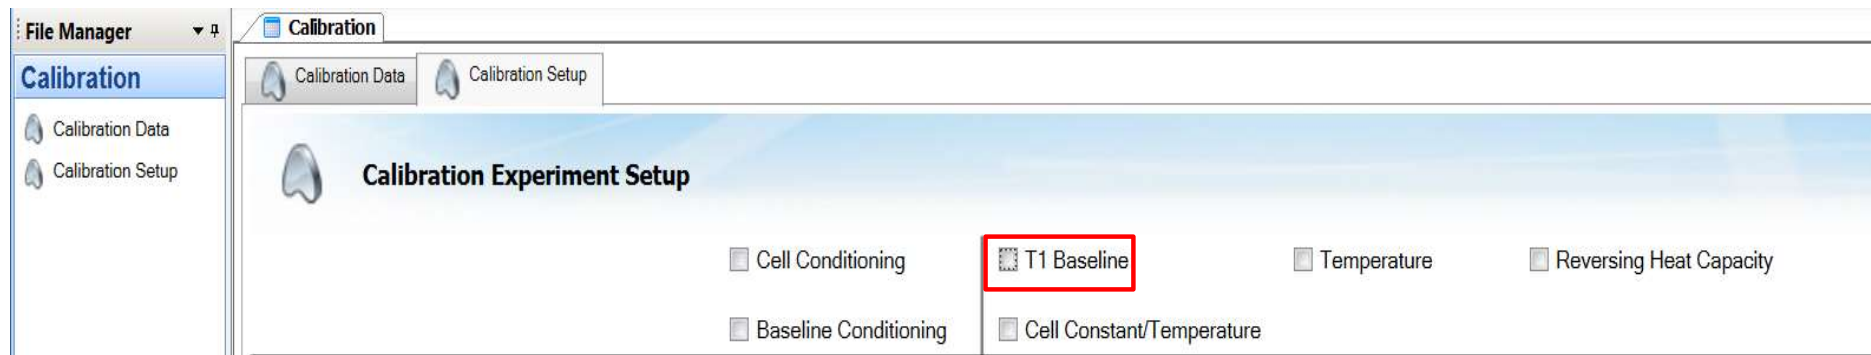 File Manager
Calibration
Calibration Data
Calibration Setup
Calibration
Calibration Data
Calibration Setup
Calibration Experiment Setup
Cell Conditioning
T1 Baseline
Temperature
Reversing Heat Capacity
Baseline Conditioning
Cell Constant/Temperature